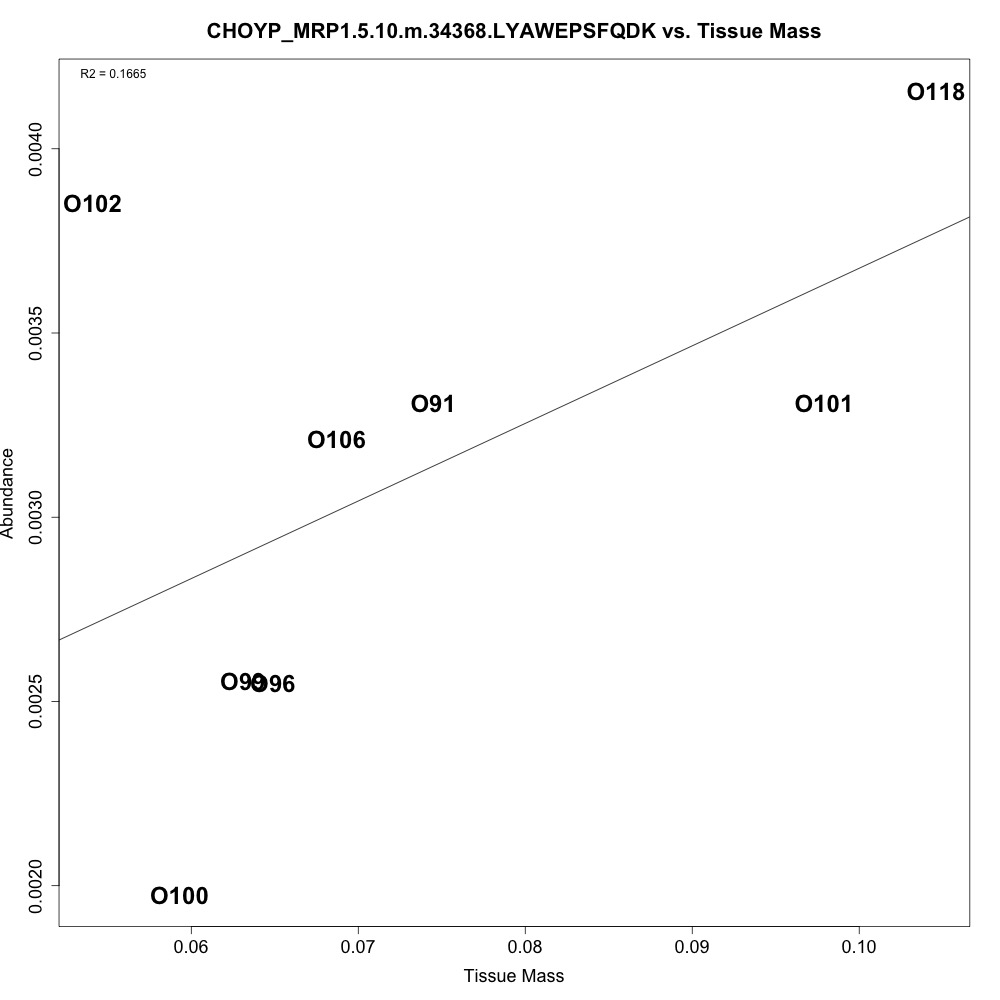 CHOYP_MRP1.5.10.m.34368.LYAWEPSFQDK vs. Tissue Mass
R2 = 0.1665
O118
O102
O91
O101
O106
O99
O96
O100
0.0040
0.0035
0.0030
0.0025
0.0020
Abundance
0.06 0.07 0.08 0.09 0.10
Tissue Mass